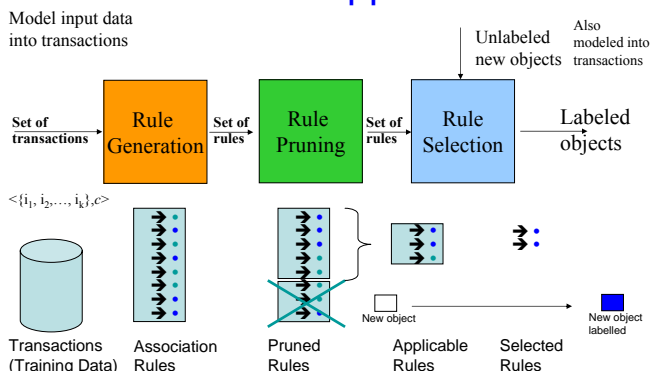 pp
Model input data
into transactions
Unlabeled
new objects
Also
modeled into
transactions
Set of
transactions
Rule
Generation
Set of
rules
Rule
Pruning
Set of
rules
Rule
Selection
Labeled
objects
<{i1, i2,…, ik},c>
New object
New object
labelled
Transactions
(Training Data)
Association
Rules
Pruned
Rules
Applicable
Rules
Selected
Rules